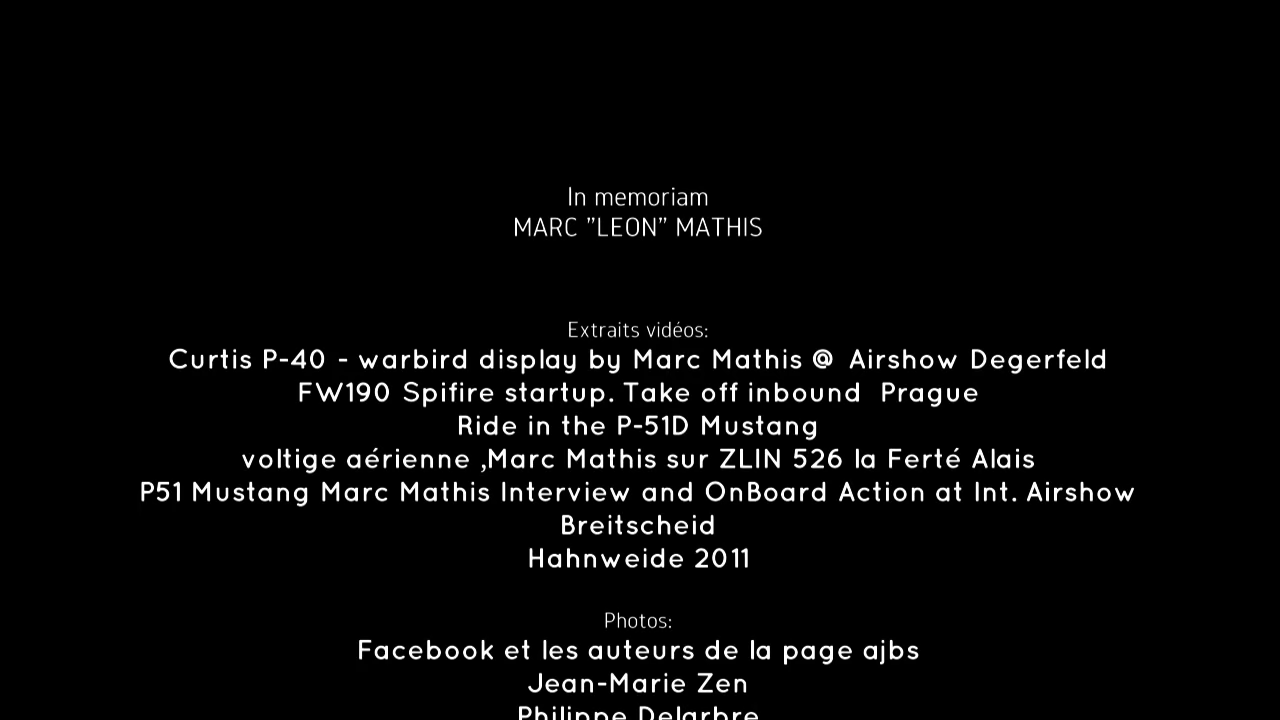 In memoriam
MARC "LEON" MATHIS
Extraits vidéos:
Curtis P-40 - warbird display by Marc Mathis @ Airshow Degerfeld
FW190 Spifire startup. Take off inbound Prague
Ride in the P-51D Mustang
voltige aérienne ,Marc Mathis sur ZLIN 526 la Ferté Alais
P51 Mustang Marc Mathis Interview and OnBoard Action at Int. Airshow
Breitscheid
Hahnweide 2011
Photos:
Facebook et les auteurs de la page ajbs
Jean-Marie Zen
Philippe Delarbre